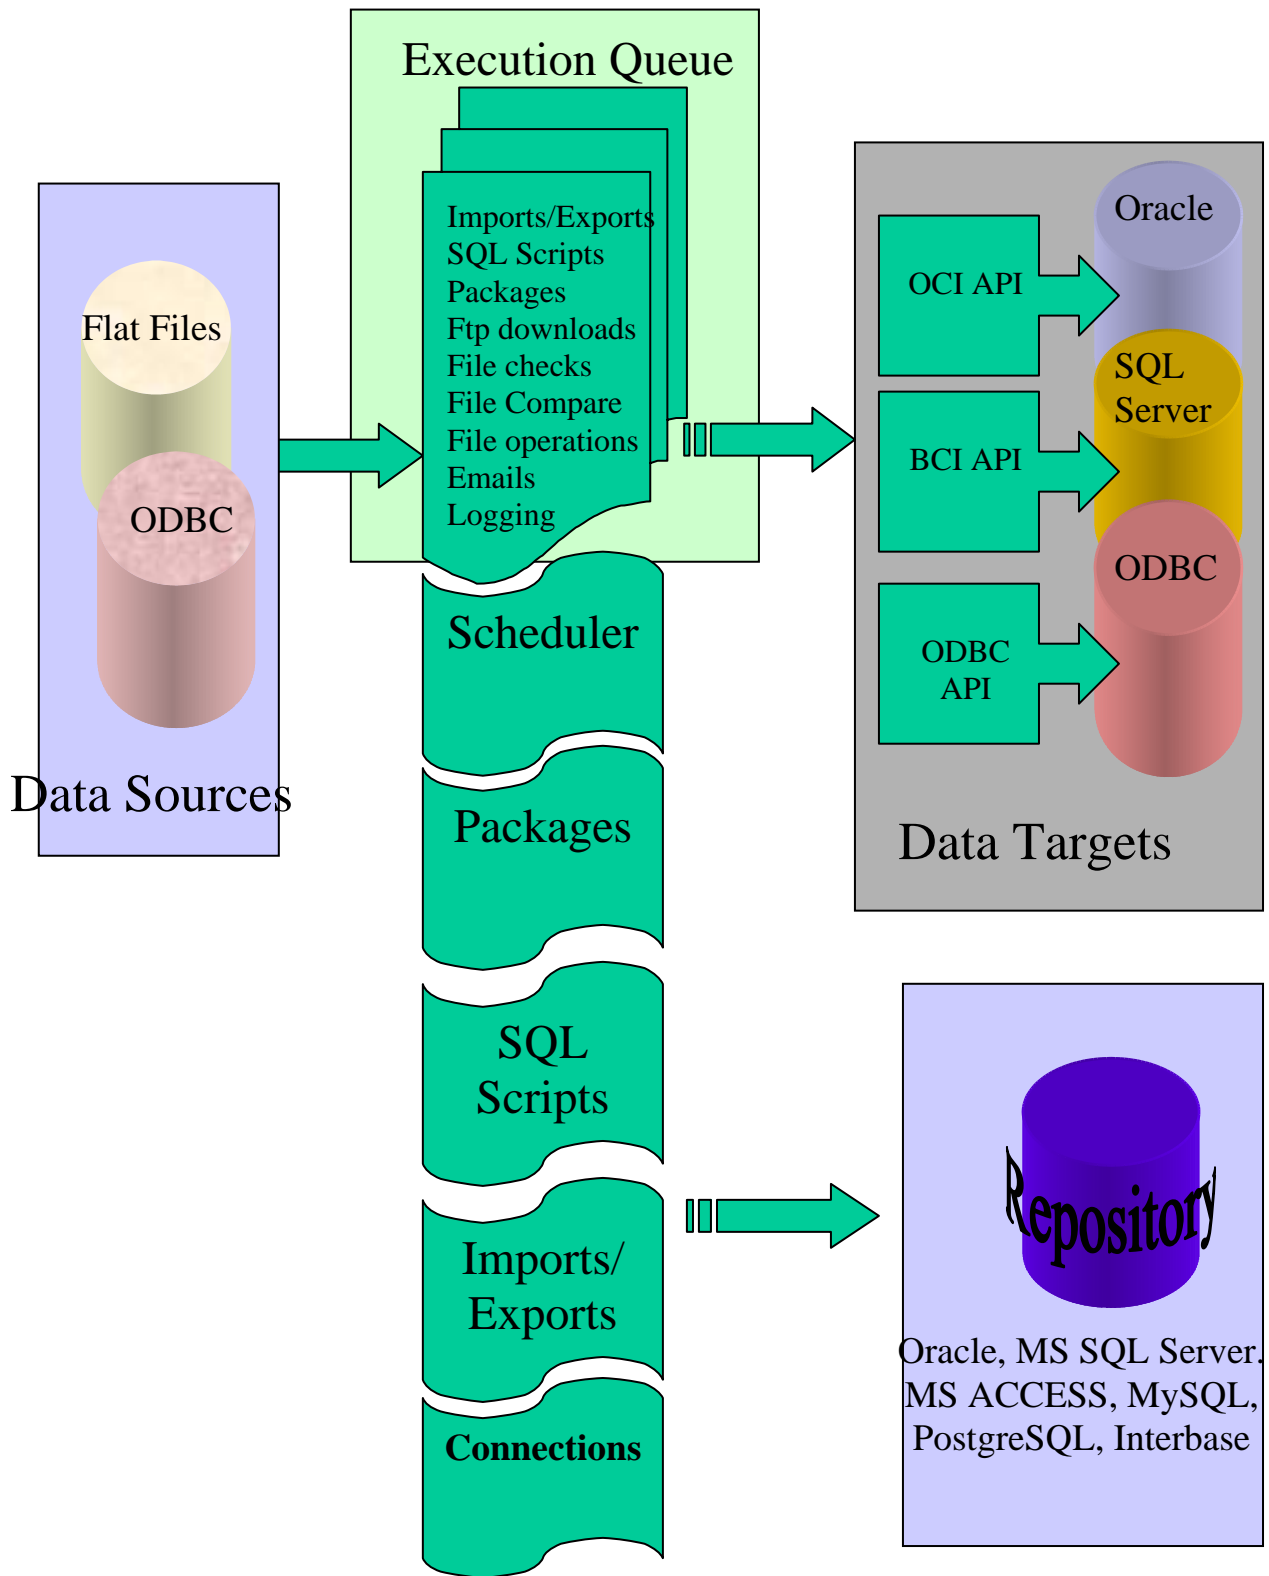 Execution Queue
Imports/Exports
SQL Scripts
Packages
Ftp downloads
File checks
File Compare
File operations
Emails
Logging
Flat Files
ODBC
Data Sources
Oracle
OCI API
SQL
Server
BCI API
ODBC
ODBC
API
Data Targets
Scheduler
Packages
SQL
Scripts
Imports/
Exports
Connections
Repository
Oracle, MS SQL Server.
MS ACCESS, MySQL,
PostgreSQL, Interbase